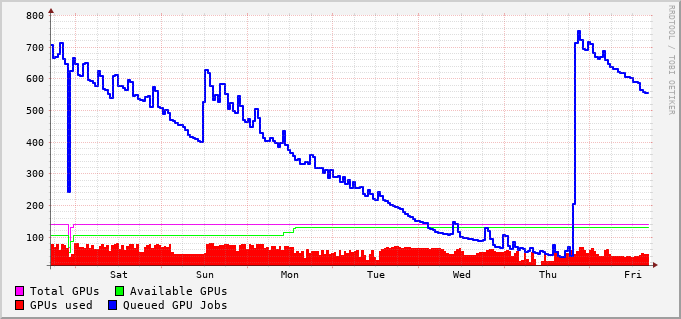 800
700
600
500
400
300
200
100
Sat Sun Mon Tue Wed Thu Fri
Total GPUs Available GPUs
GPUs used Queued GPU Jobs
RRDTOOL / TOBI OETIKER